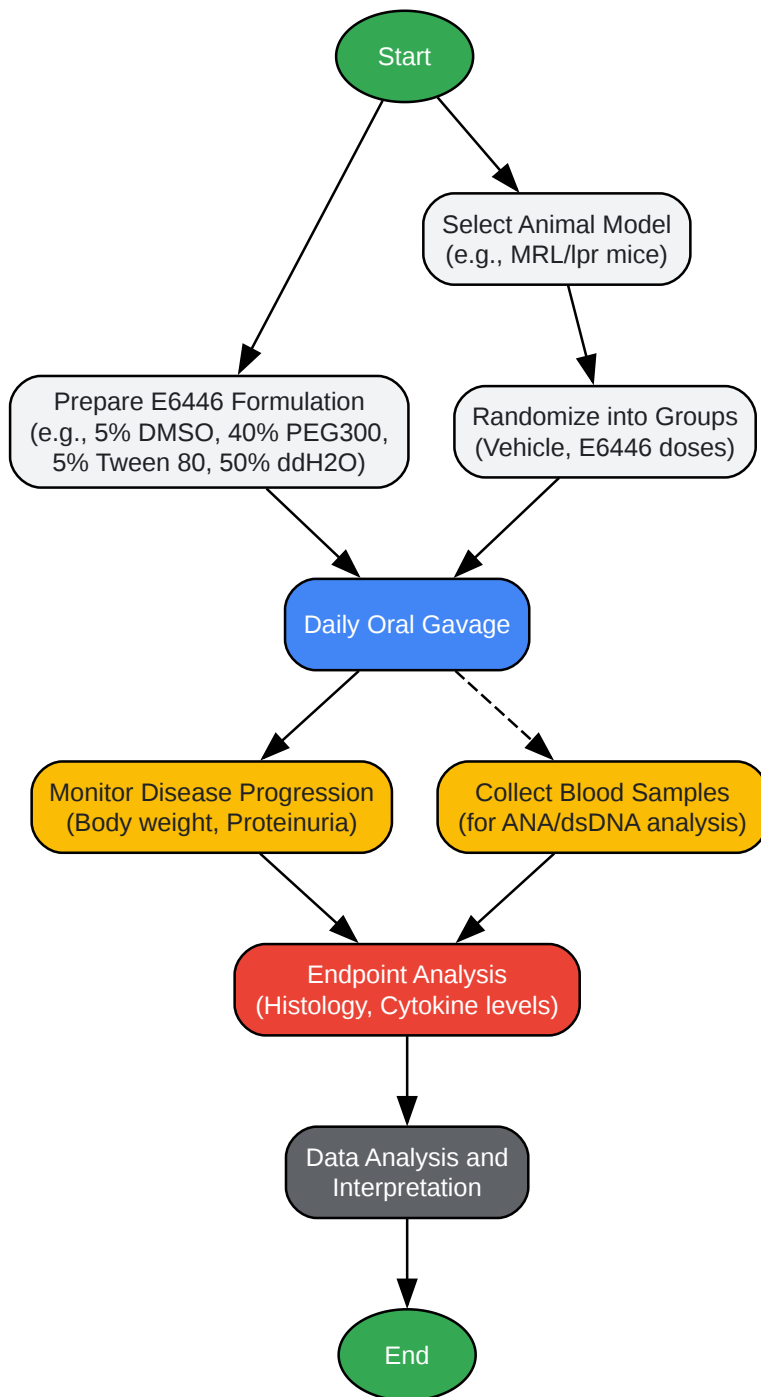 Start
Select Animal Model
(e.g., MRL/lpr mice)
Prepare E6446 Formulation
(e.g., 5% DMSO, 40% PEG300,
5% Tween 80, 50% ddH2O)
Randomize into Groups
(Vehicle, E6446 doses)
Daily Oral Gavage
Monitor Disease Progression
(Body weight, Proteinuria)
Collect Blood Samples
(for ANA/dsDNA analysis)
Endpoint Analysis
(Histology, Cytokine levels)
Data Analysis and
Interpretation
End